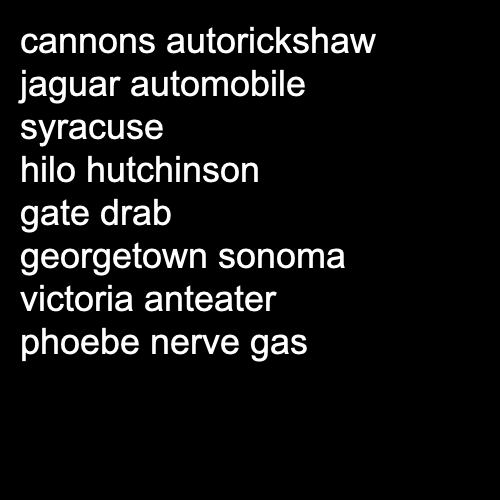 cannons autorickshaw
jaguar automobile
syracuse
hilo hutchinson
gate drab
georgetown sonoma
victoria anteater
phoebe nerve gas